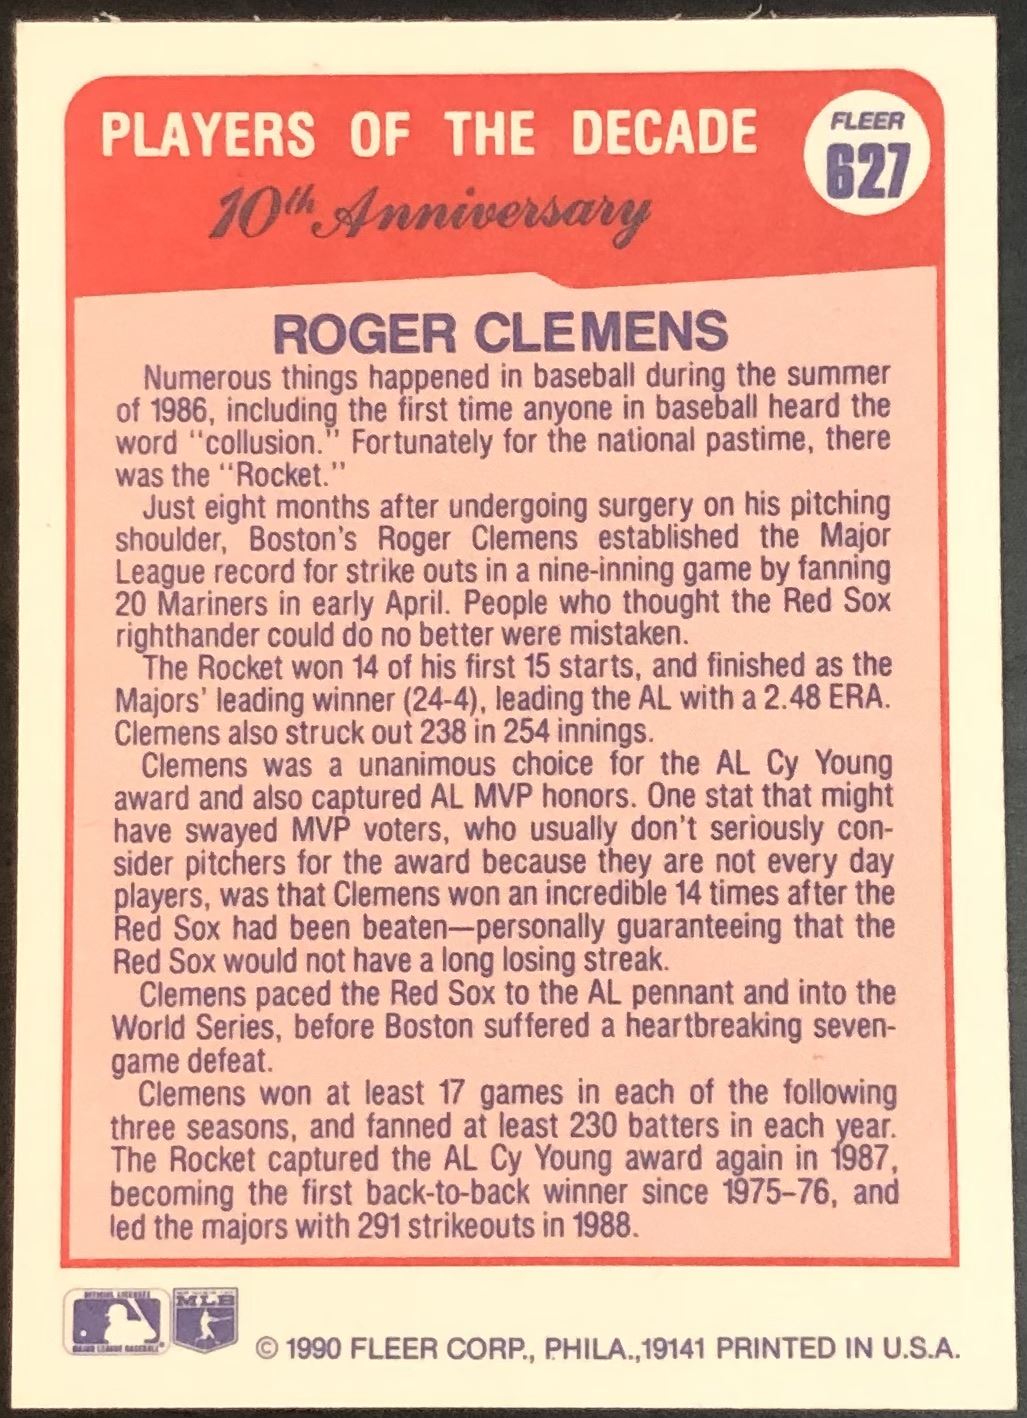 PLAYERS OF THE DECADE
10th Anniversary
FLEER
627
ROGER CLEMENS
Numerous things happened in baseball during the summer
of 1986, including the first time anyone in baseball heard the
word "collusion." Fortunately for the national pastime, there
was the "Rocket."
Just eight months after undergoing surgery on his pitching
shoulder, Boston's Roger Clemens established the Major
League record for strike outs in a nine-inning game by fanning
20 Mariners in early April. People who thought the Red Sox
righthander could do no better were mistaken.
The Rocket won 14 of his first 15 starts, and finished as the
Majors' leading winner (24-4), leading the AL with a 2.48 ERA.
Clemens also struck out 238 in 254 innings.
Clemens was a unanimous choice for the AL Cy Young
award and also captured AL MVP honors. One stat that might
have swayed MVP voters, who usually don't seriously con-
sider pitchers for the award because they are not every day
players, was that Clemens won an incredible 14 times after the
Red Sox had been beaten—personally guaranteeing that the
Red Sox would not have a long losing streak.
Clemens paced the Red Sox to the AL pennant and into the
World Series, before Boston suffered a heartbreaking seven-
game defeat.
Clemens won at least 17 games in each of the following
three seasons, and fanned at least 230 batters in each year.
The Rocket captured the AL Cy Young award again in 1987,
becoming the first back-to-back winner since 1975-76, and
led the majors with 291 strikeouts in 1988.
OFFICIAL LICENSEE
MAJOR LEAGUE BASEBALL
MLB
© 1990 FLEER CORP., PHILA.,19141 PRINTED IN U.S.A.